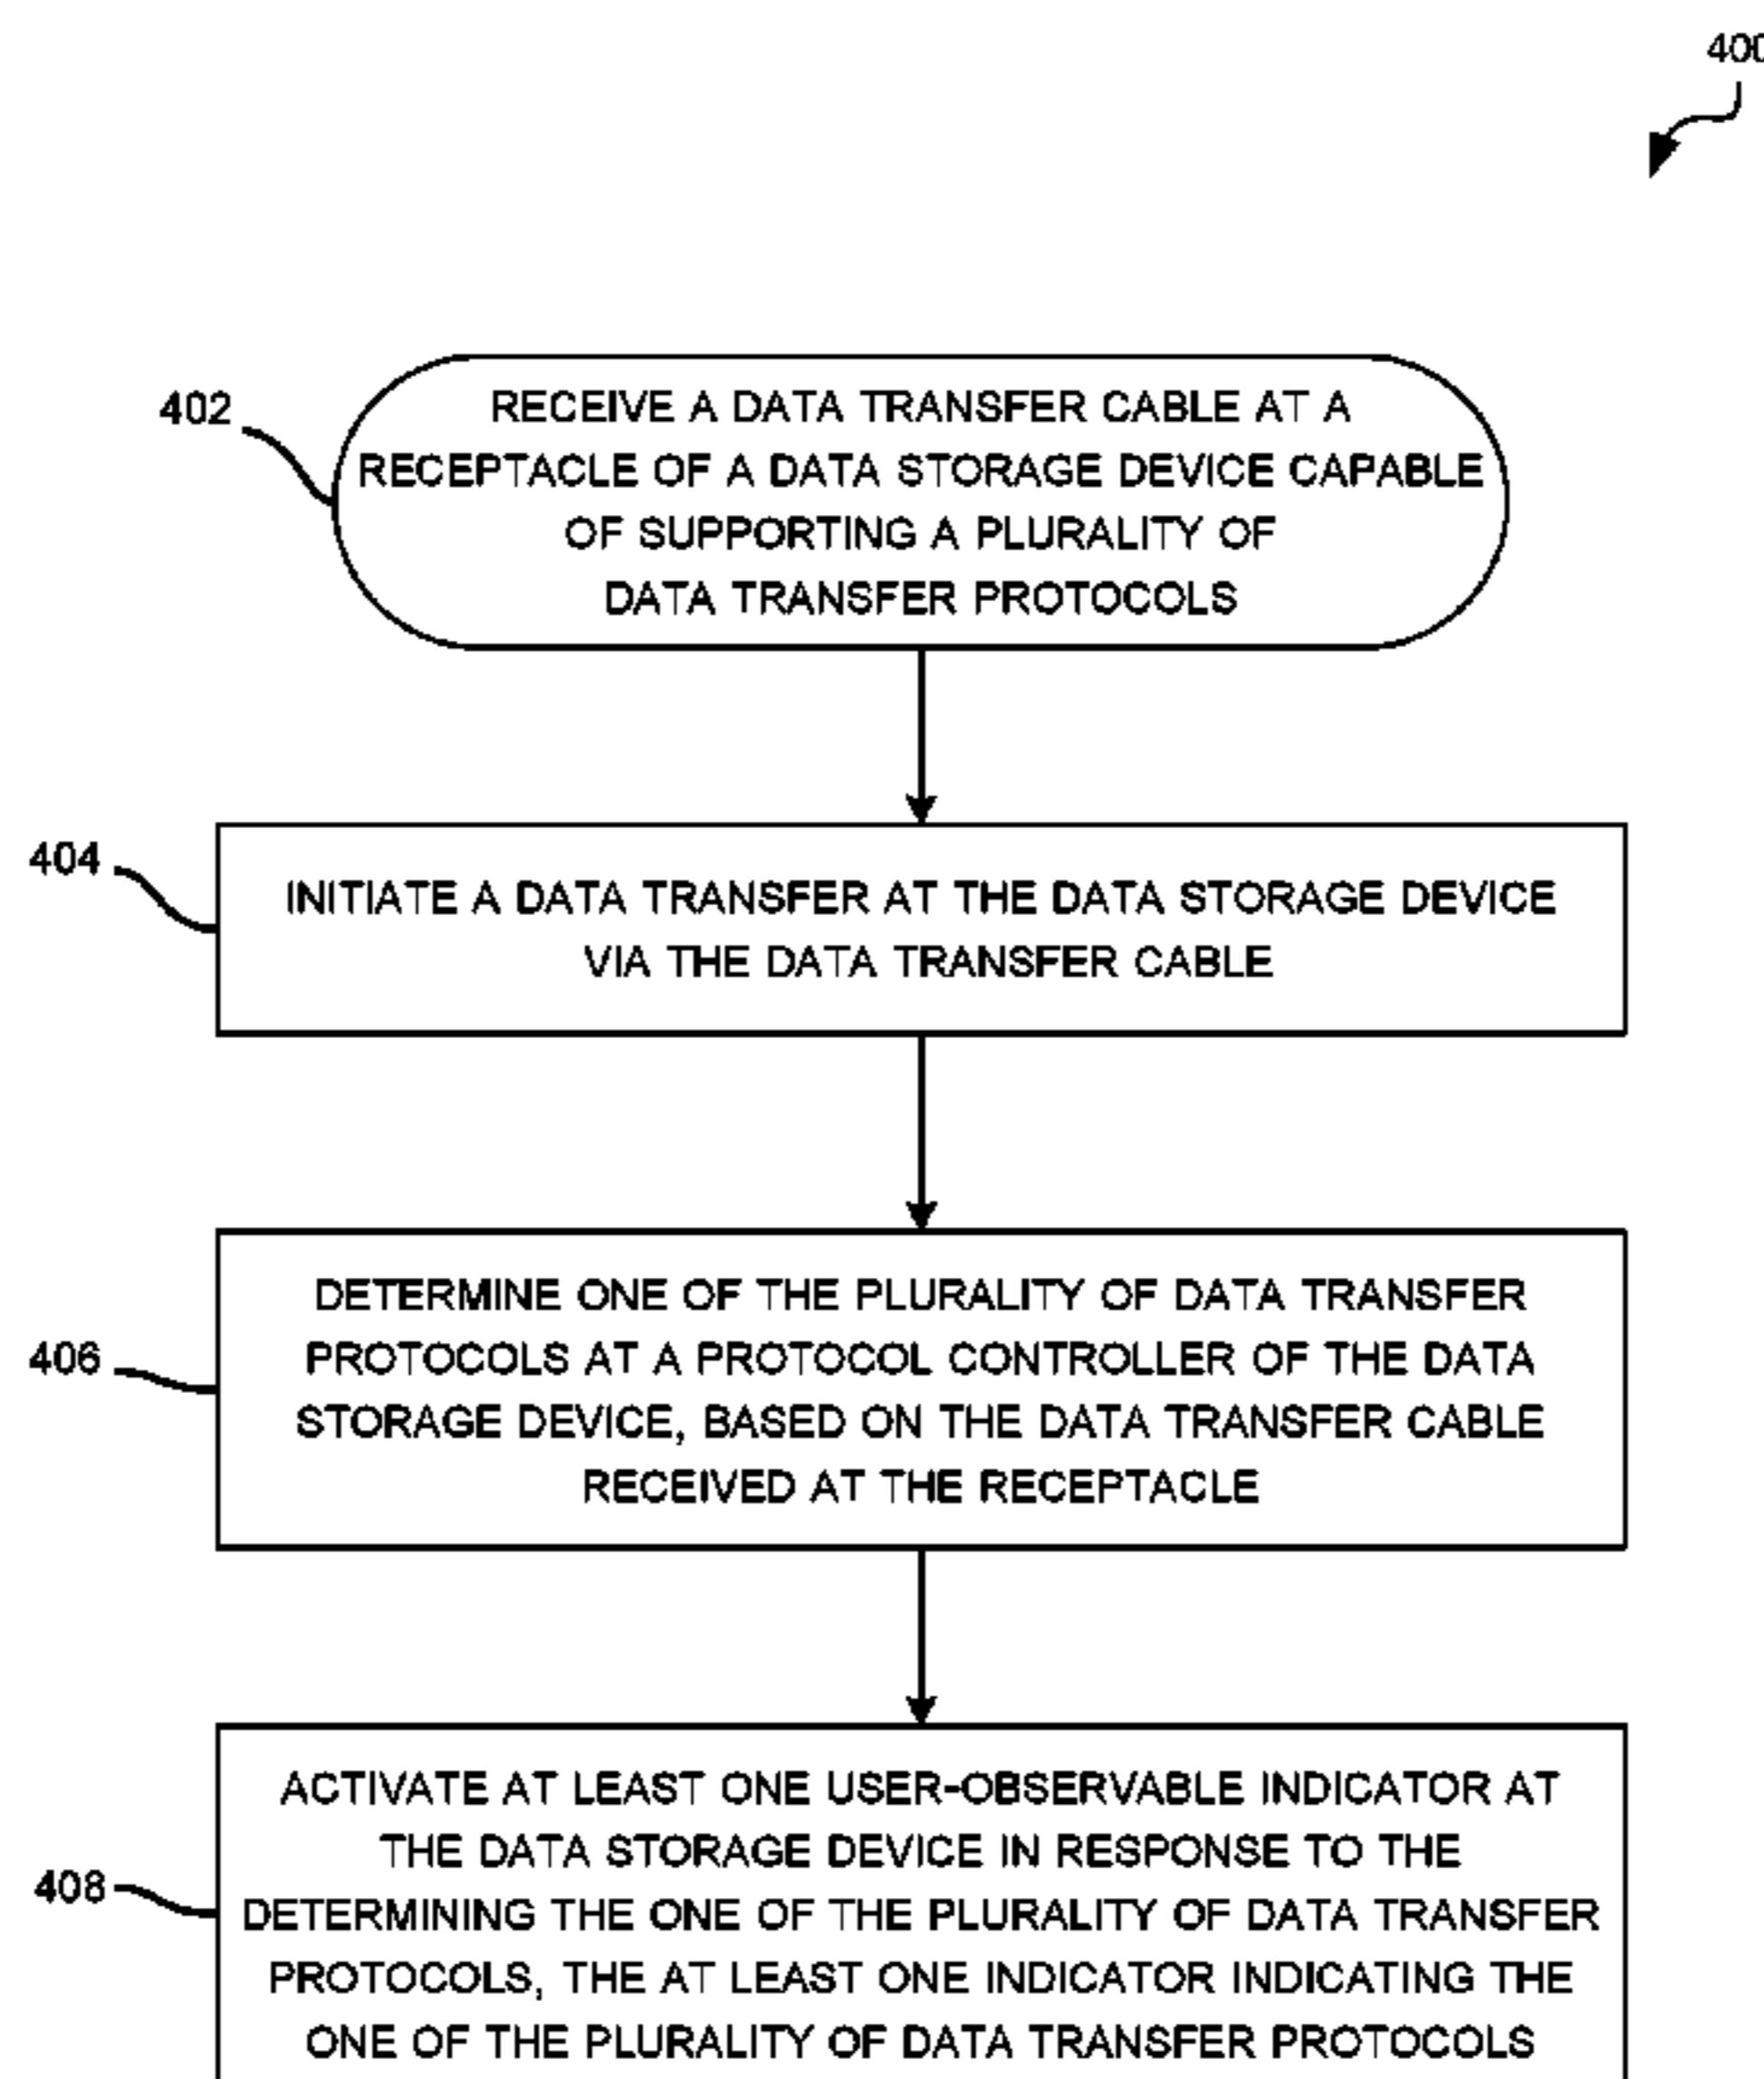 400
402
RECEIVE A DATA TRANSFER CABLE AT A
RECEPTACLE OF A DATA STORAGE DEVICE CAPABLE
OF SUPPORTING A PLURALITY OF
DATA TRANSFER PROTOCOLS
404
INITIATE A DATA TRANSFER AT THE DATA STORAGE DEVICE
VIA THE DATA TRANSFER CABLE
406
DETERMINE ONE OF THE PLURALITY OF DATA TRANSFER
PROTOCOLS AT A PROTOCOL CONTROLLER OF THE DATA
STORAGE DEVICE, BASED ON THE DATA TRANSFER CABLE
RECEIVED AT THE RECEPTACLE
408
ACTIVATE AT LEAST ONE USER-OBSERVABLE INDICATOR AT
THE DATA STORAGE DEVICE IN RESPONSE TO THE
DETERMINING THE ONE OF THE PLURALITY OF DATA TRANSFER
PROTOCOLS, THE AT LEAST ONE INDICATOR INDICATING THE
ONE OF THE PLURALITY OF DATA TRANSFER PROTOCOLS